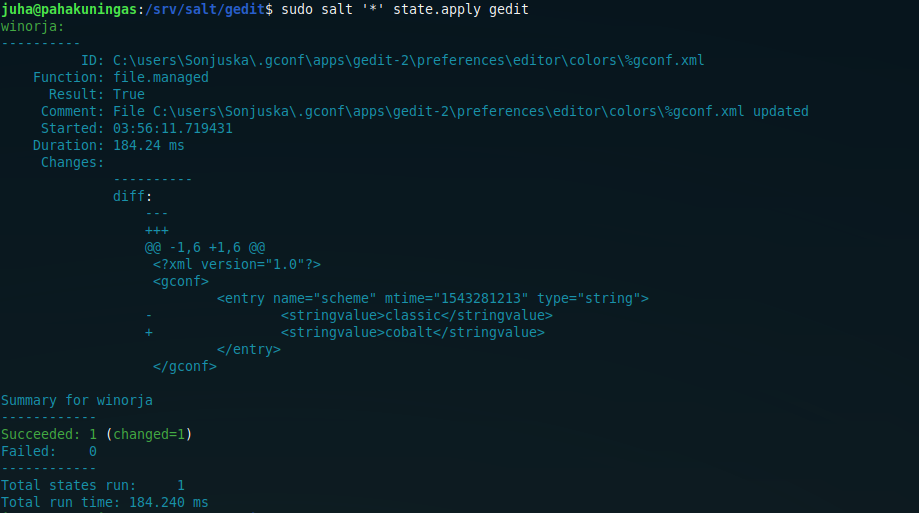 juha@pahakuningas:/srv/salt/gedit$ sudo salt '*' state.apply gedit
winorja:
----------
          ID: C:\users\Sonjuska\.gconf\apps\gedit-2\preferences\editor\colors\%gconf.xml
    Function: file.managed
      Result: True
     Comment: File C:\users\Sonjuska\.gconf\apps\gedit-2\preferences\editor\colors\%gconf.xml updated
     Started: 03:56:11.719431
    Duration: 184.24 ms
     Changes:
              ----------
              diff:
                  ---
                  +++
                  @@ -1,6 +1,6 @@
                   <?xml version="1.0"?>
                   <gconf>
                           <entry name="scheme" mtime="1543281213" type="string">
                  -                <stringvalue>classic</stringvalue>
                  +                <stringvalue>cobalt</stringvalue>
                           </entry>
                   </gconf>

Summary for winorja
------------
Succeeded: 1 (changed=1)
Failed:    0
------------
Total states run:     1
Total run time: 184.240 ms